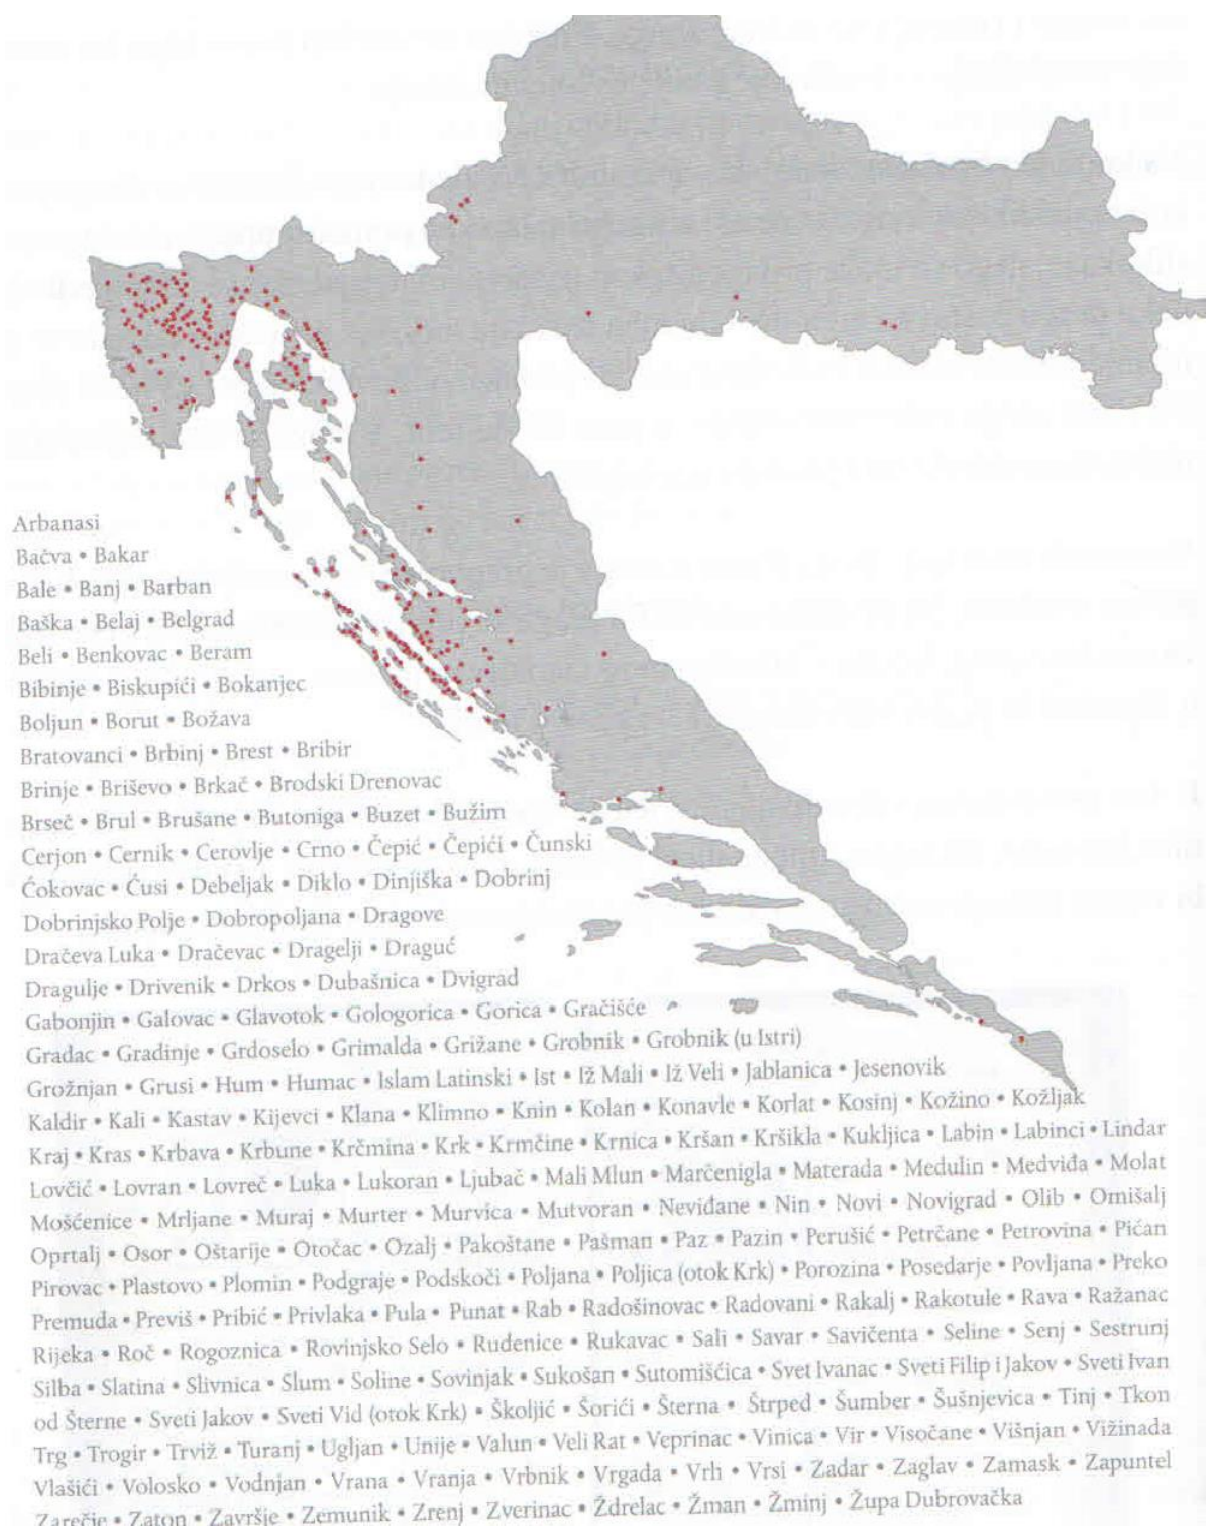 Arbanasi
Bačva • Bakar
Bale • Banj • Barban
Baška • Belaj • Belgrad
Beli • Benkovac • Beram
Bibinje • Biskupići • Bokanjec
Boljun • Borut • Božava
Bratovanci • Brbinj • Brest • Bribir
Brinje • Briševo • Brkač • Brodski Drenovac
Brseč • Brul • Brušane • Butoniga • Buzet • Bužim
Cerjon • Cernik • Cerovlje • Crno • Čepić • Čepići • Čunski
Ćokovac • Ćusi • Debeljak • Diklo • Dinjiška • Dobrinj
Dobrinjsko Polje • Dobropoljana • Dragove
Dračeva Luka • Dračevac • Dragelji • Draguć
Dragulje • Drivenik • Drkos • Dubašnica • Dvigrad
Gabonjin • Galovac • Glavotok • Gologorica • Gorica • Gračišće
Gradac • Gradinje • Grdoselo • Grimalda • Grižane • Grobnik • Grobnik (u Istri)
Grožnjan • Grusi • Hum • Humac • Islam Latinski • Ist • Iž Mali • Iž Veli • Jablanica • Jesenovik
Kaldir • Kali • Kastav • Kijevci • Klana • Klimno • Knin • Kolan • Konavle • Korlat • Kosinj • Kožino • Kožljak
Kraj • Kras • Krbava • Krbune • Krčmina • Krk • Krmčine • Krnica • Kršan • Kršikla • Kukljica • Labin • Labinci • Lindar
Lovčić • Lovran • Lovreč • Luka • Lukoran • Ljubač • Mali Mlun • Marčenigla • Materada • Medulin • Medviđa • Molat
Mošćenice • Mrljane • Muraj • Murter • Murvica • Mutvoran • Neviđane • Nin • Novi • Novigrad • Olib • Omišalj
Oprtalj • Osor • Oštarije • Otočac • Ozalj • Pakoštane • Pašman • Paz • Pazin • Perušić • Petrčane • Petrovina • Pićan
Pirovac • Plastovo • Plomin • Podgraje • Podskoči • Poljana • Poljica (otok Krk) • Porozina • Posedarje • Povljana • Preko
Premuda • Previš • Pribić • Privlaka • Pula • Punat • Rab • Radošinovac • Radovani • Rakalj • Rakotule • Rava • Ražanac
Rijeka • Roč • Rogoznica • Rovinjsko Selo • Rudenice • Rukavac • Sali • Savar • Savičenta • Seline • Senj • Sestrunj
Silba • Slatina • Slivnica • Slum • Soline • Sovinjak • Sukošan • Sutomišćica • Svet Ivanac • Sveti Filip i Jakov • Sveti Ivan
od Šterne • Sveti Jakov • Sveti Vid (otok Krk) • Školjić • Šorići • Šterna • Štrped • Šumber • Šušnjevica • Tinj • Tkon
Trg • Trogir • Trviž • Turanj • Ugljan • Unije • Valun • Veli Rat • Veprinac • Vinica • Vir • Visočane • Višnjan • Vižinada
Vlašići • Volosko • Vodnjan • Vrana • Vranja • Vrbnik • Vrgada • Vrh • Vrsi • Zadar • Zaglav • Zamask • Zapuntel
Zarečje • Zaton • Završje • Zemunik • Zrenj • Zverinac • Ždrelac • Žman • Žminj • Župa Dubrovačka